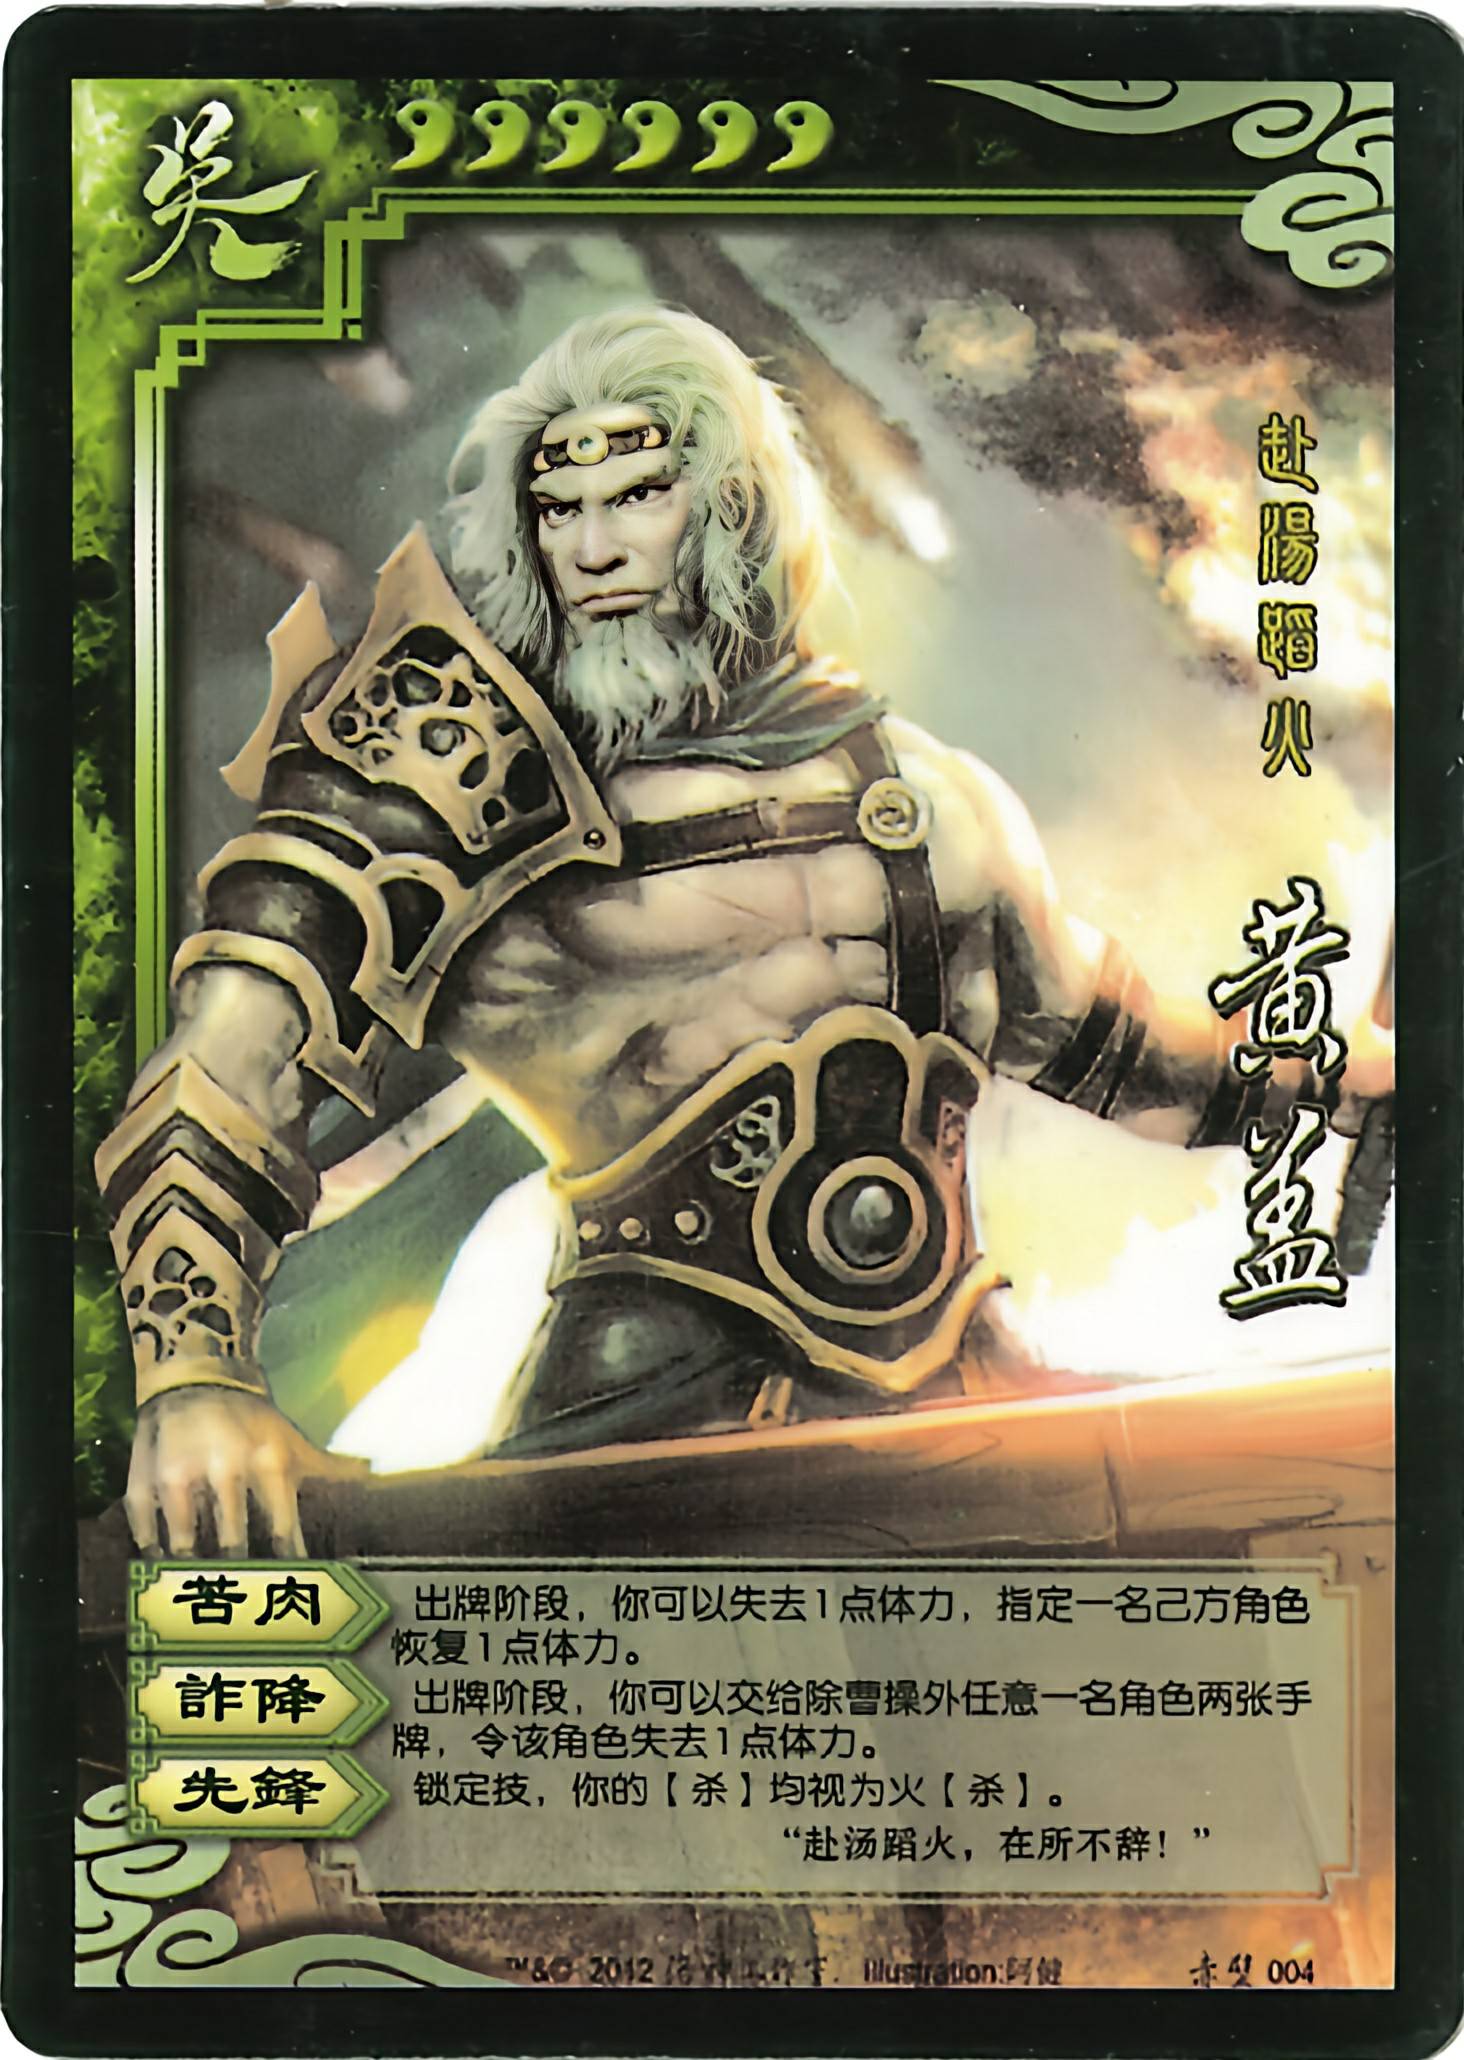 吴
赴湯蹈火
黄盖
苦肉
出牌阶段，你可以失去1点体力，指定一名己方角色
恢复1点体力。
詐降
出牌阶段，你可以交给除曹操外任意一名角色两张手
牌，令该角色失去1点体力。
先鋒
锁定技，你的【杀】均视为火【杀】。
“赴汤蹈火，在所不辞！”
™&© 2012 Illustration:阿健
赤壁 004